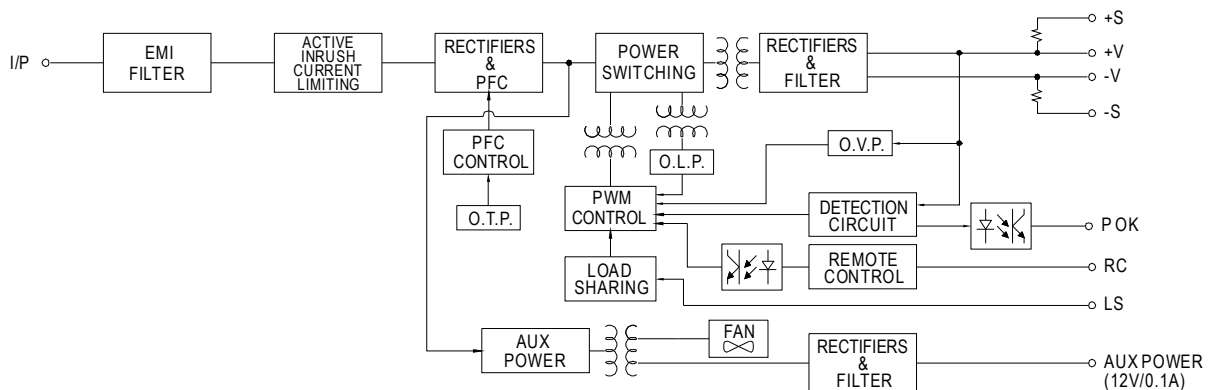 I/P
EMI
FILTER
ACTIVE
INRUSH
CURRENT
LIMITING
RECTIFIERS
&
PFC
POWER
SWITCHING
RECTIFIERS
&
FILTER
+S
+V
-V
-S
PFC
CONTROL
O.L.P.
O.V.P.
O.T.P.
PWM
CONTROL
DETECTION
CIRCUIT
POK
LOAD
SHARING
REMOTE
CONTROL
RC
LS
AUX
POWER
FAN
RECTIFIERS
&
FILTER
AUX POWER
(12V/0.1A)